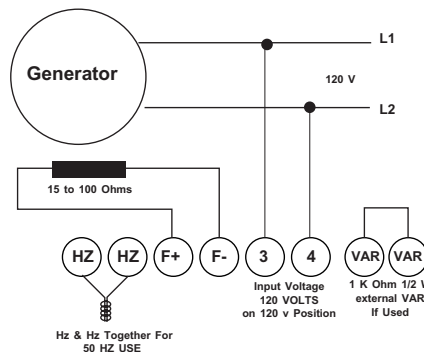 L1
Generator
120 V
L2
15 to 100 Ohms
HZ HZ F+ F- 3 4 VAR VAR
Input Voltage
120 VOLTS
on 120 v Position
1 K Ohm 1/2 W
external VAR
If Used
Hz & Hz Together For
50 HZ USE